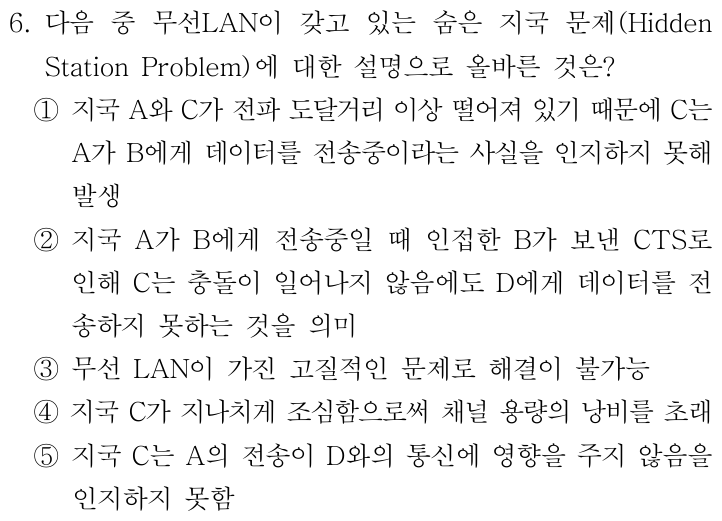 6. 다음 중 무선LAN이 갖고 있는 숨은 지국 문제(Hidden
Station Problem)에 대한 설명으로 올바른 것은?
① 지국 A와 C가 전파 도달거리 이상 떨어져 있기 때문에 C는
A가 B에게 데이터를 전송중이라는 사실을 인지하지 못해
발생
② 지국 A가 B에게 전송중일 때 인접한 B가 보낸 CTS로
인해 C는 충돌이 일어나지 않음에도 D에게 데이터를 전
송하지 못하는 것을 의미
③ 무선 LAN이 가진 고질적인 문제로 해결이 불가능
④ 지국 C가 지나치게 조심함으로써 채널 용량의 낭비를 초래
⑤ 지국 C는 A의 전송이 D와의 통신에 영향을 주지 않음을
인지하지 못함